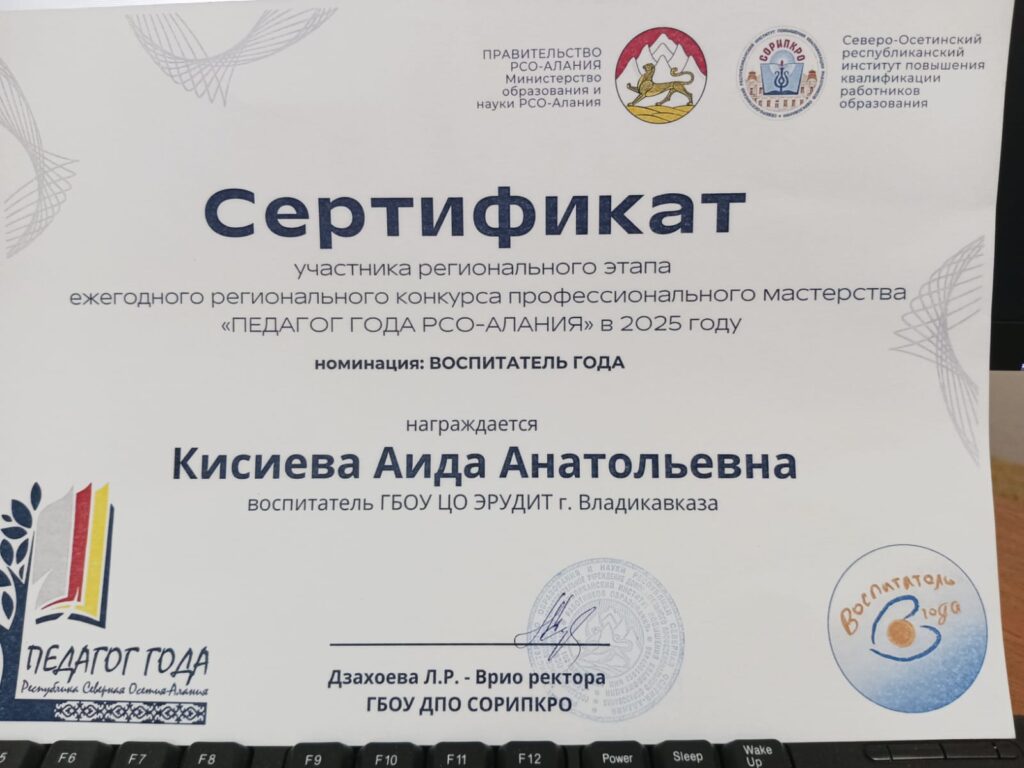 ПРАВИТЕЛЬСТВО
РСО-АЛАНИЯ
Министерство
образования и
науки РСО-Алания
СОРИПКРО
Северо-Осетинский
республиканский
институт повышения
квалификации
работников
образования
Сертификат
участника регионального этапа
ежегодного регионального конкурса профессионального мастерства
«ПЕДАГОГ ГОДА РСО-АЛАНИЯ» в 2025 году
номинация: ВОСПИТАТЕЛЬ ГОДА
награждается
Кисиева Аида Анатольевна
воспитатель ГБОУ ЦО ЭРУДИТ г. Владикавказа
ПЕДАГОГ ГОДА
Республика Северная Осетия-Алания
Дзахоева Л.Р. - Врио ректора
ГБОУ ДПО СОРИПКРО
Воспитатель
года
F6 F7 F8 F9 F10 F11 F12 Power Sleep Wake
Up